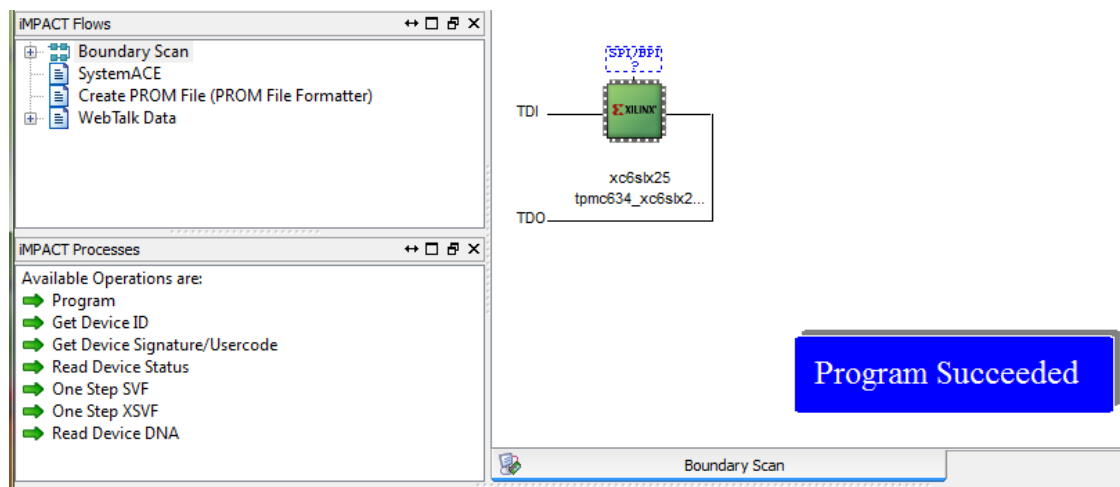 iMPACT Flows
Boundary Scan
SystemACE
Create PROM File (PROM File Formatter)
WebTalk Data
SPI/BPI
?
TDI
XILINX
xc6slx25
tpmc634_xc6slx2...
TDO
iMPACT Processes
Available Operations are:
Program
Get Device ID
Get Device Signature/Usercode
Read Device Status
One Step SVF
One Step XSVF
Read Device DNA
Program Succeeded
Boundary Scan